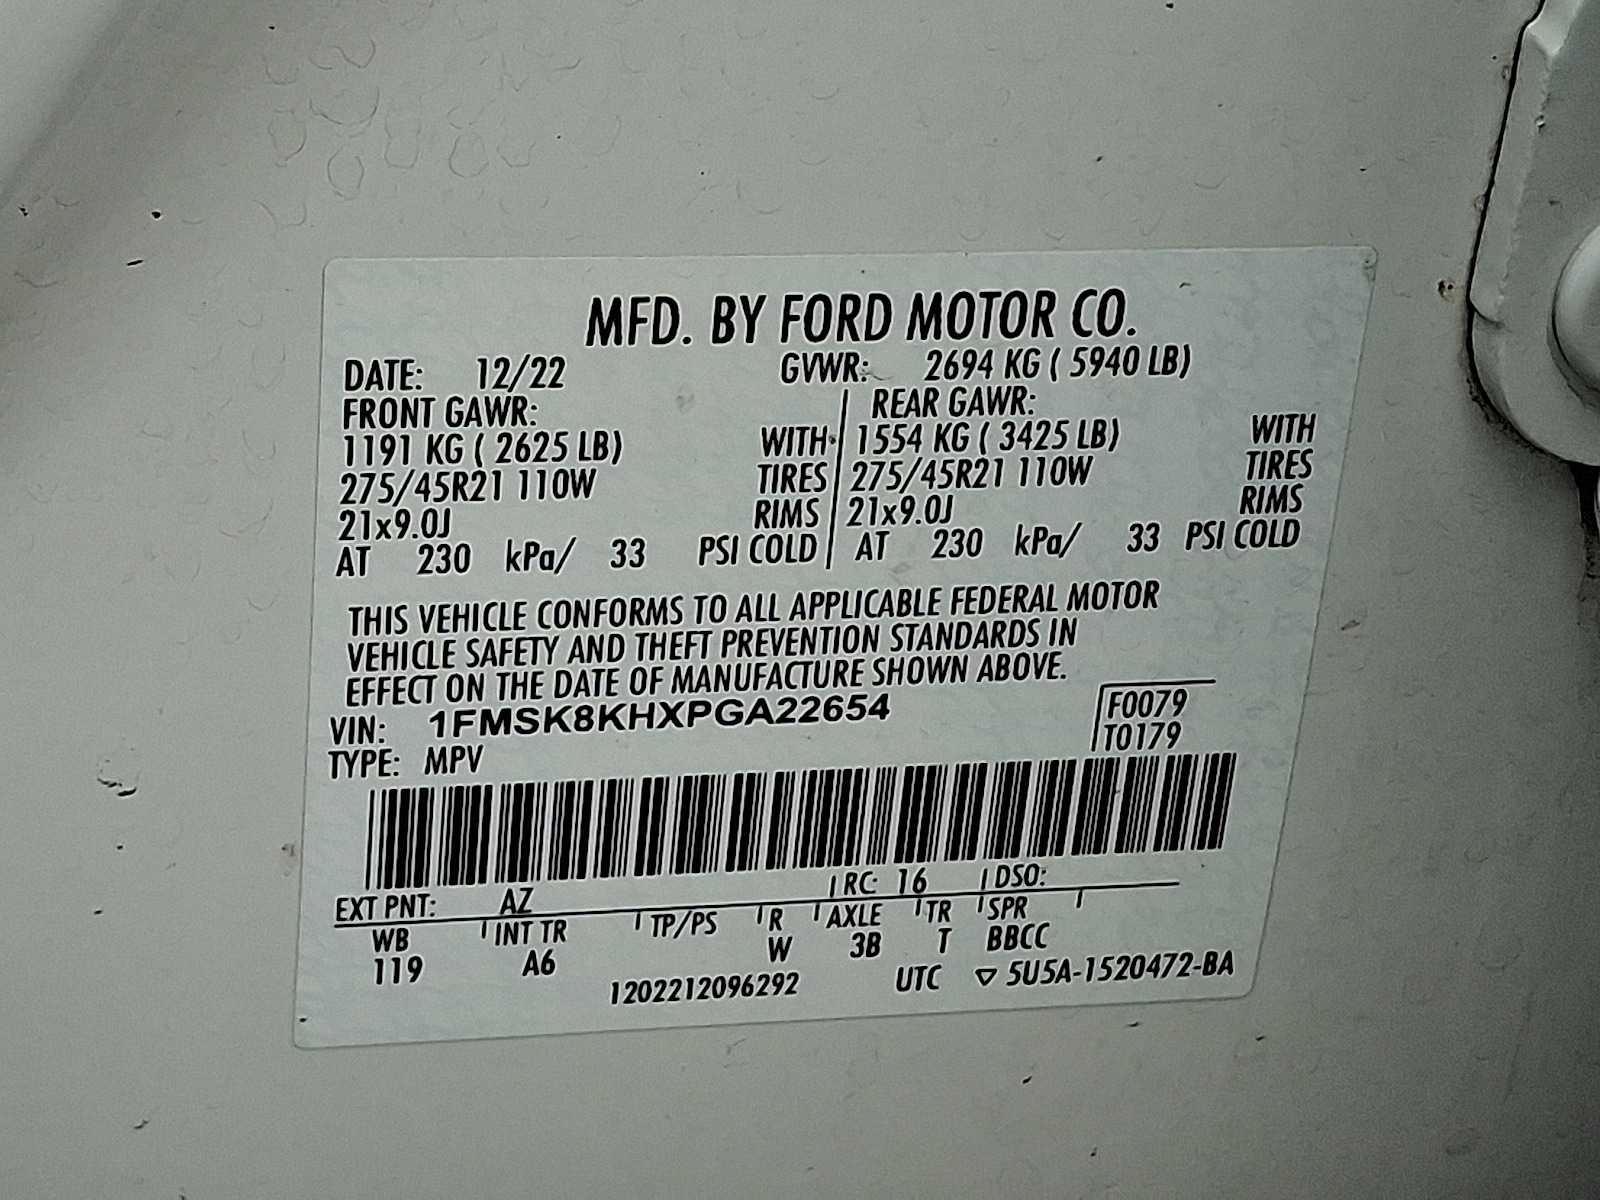 MFD. BY FORD MOTOR CO.
DATE: 12/22 GVWR: 2694 KG ( 5940 LB)
FRONT GAWR: REAR GAWR:
1191 KG ( 2625 LB) WITH 1554 KG ( 3425 LB) WITH
275/45R21 110W TIRES 275/45R21 110W TIRES
21x9.0J RIMS 21x9.0J RIMS
AT 230 kPa/ 33 PSI COLD AT 230 kPa/ 33 PSI COLD
THIS VEHICLE CONFORMS TO ALL APPLICABLE FEDERAL MOTOR
VEHICLE SAFETY AND THEFT PREVENTION STANDARDS IN
EFFECT ON THE DATE OF MANUFACTURE SHOWN ABOVE.
VIN: 1FMSK8KHXPGA22654 F0079
TYPE: MPV T0179
EXT PNT: AZ RC: 16 DSO:
WB INT TR TP/PS R AXLE TR SPR
119 A6 W 3B T BBCC
1202212096292 UTC ▽ 5U5A-1520472-BA